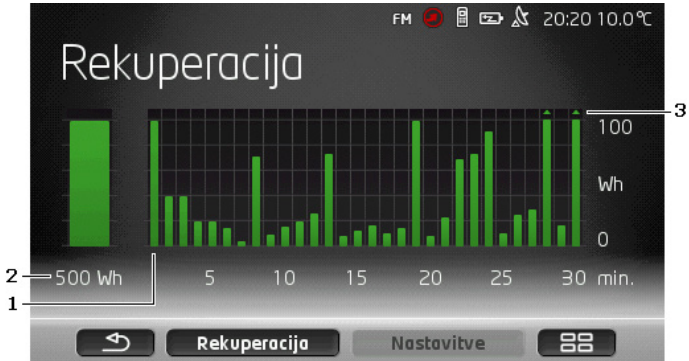 FM 20:20 10.0°C
Rekuperacija
3
100
Wh
0
2 500 Wh 5 10 15 20 25 30 min.
1
Rekuperacija Nastavitve